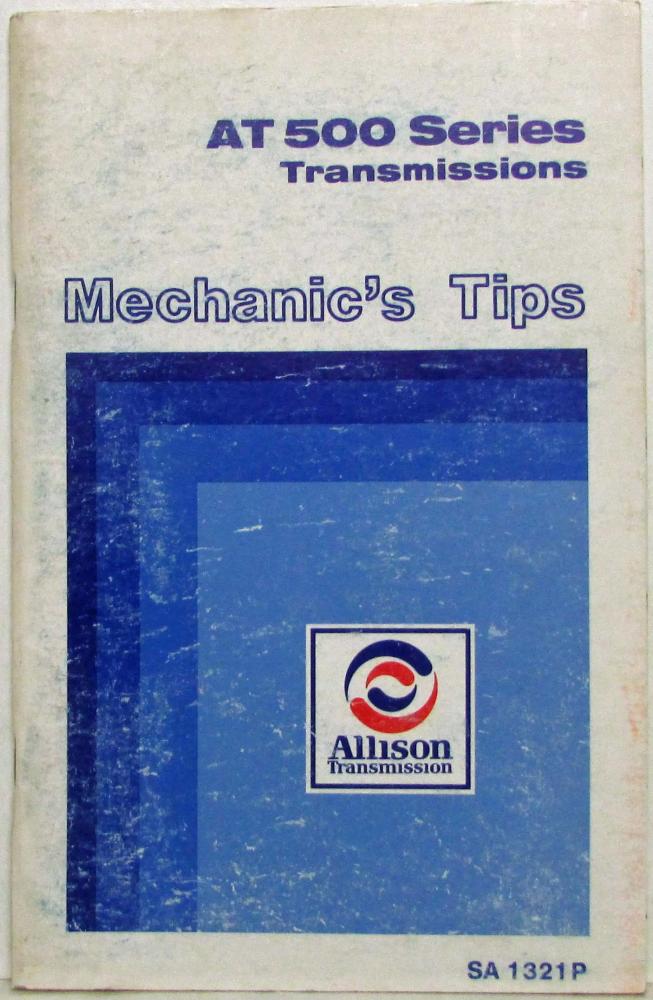 AT 500 Series
Transmissions
Mechanic's Tips
Allison
Transmission
SA 1321P